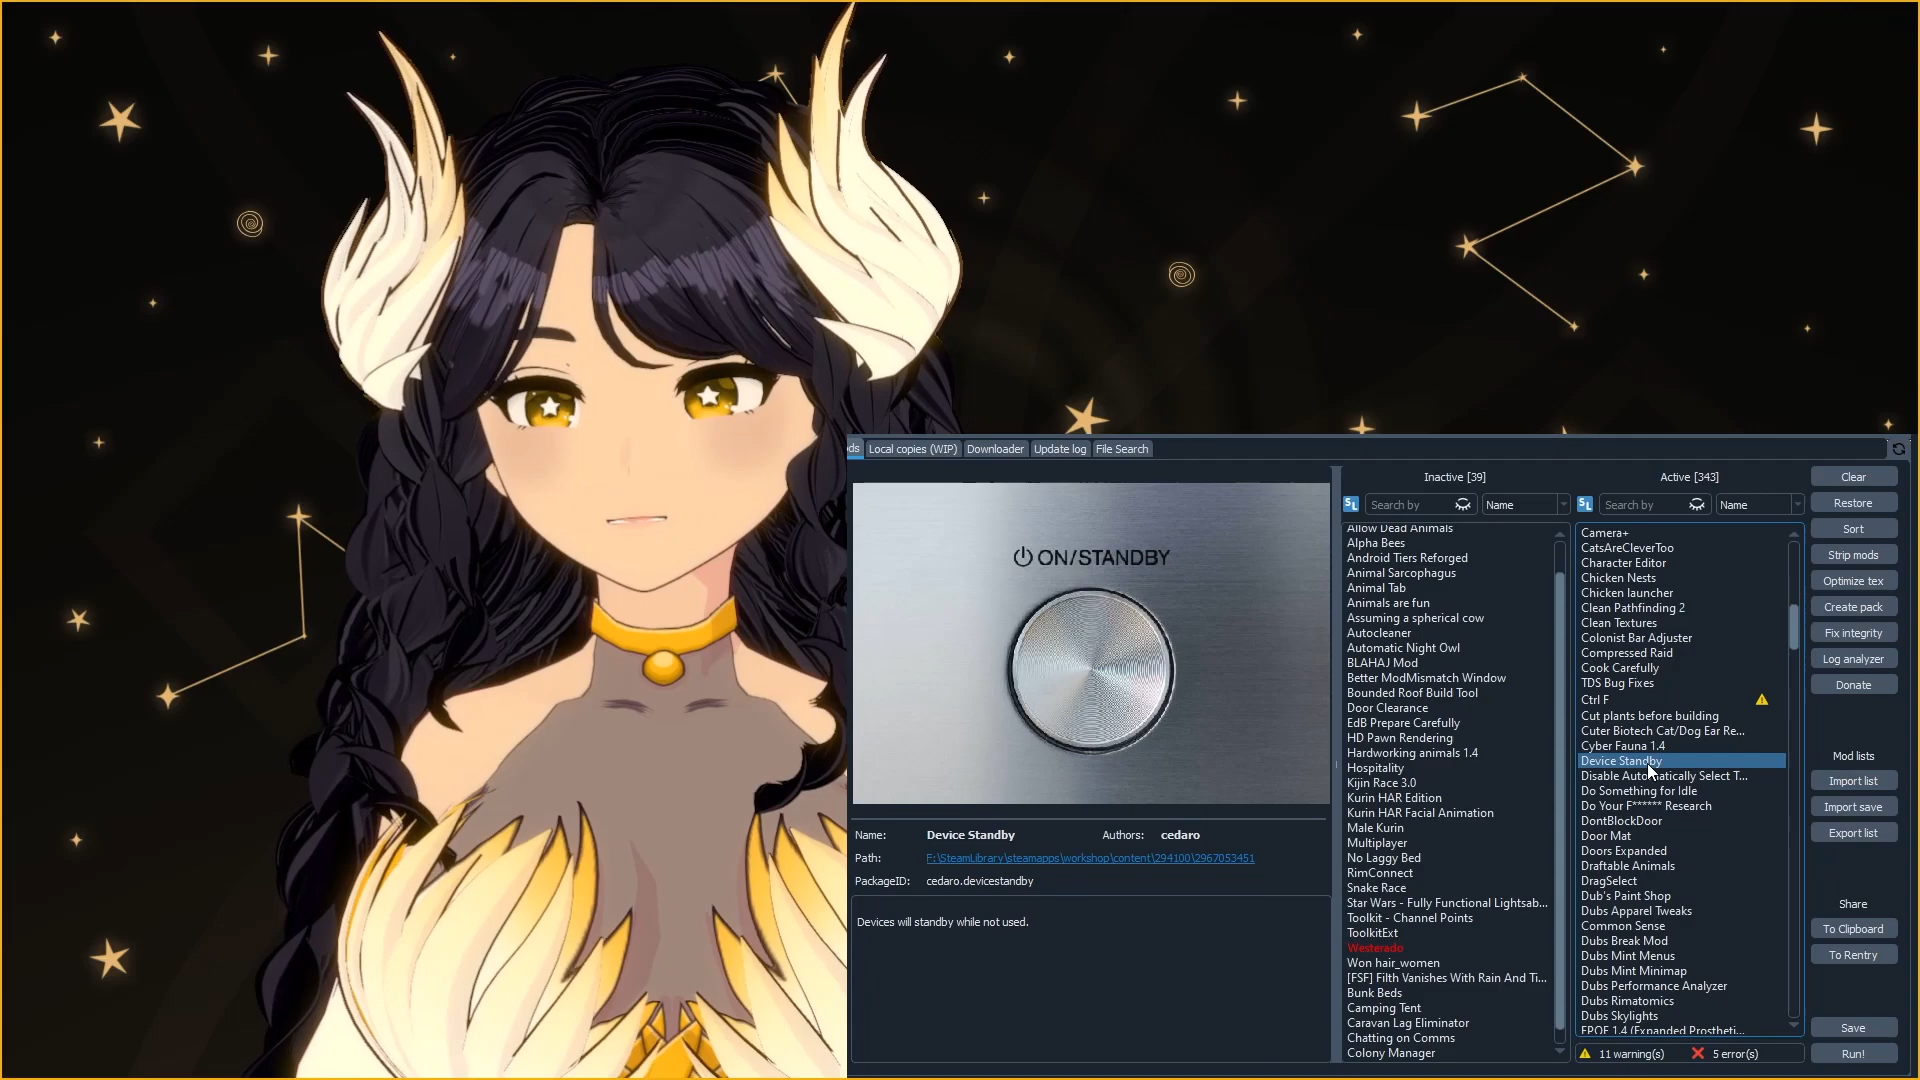 ds
Local copies (WIP)
Downloader
Update log
File Search
ON/STANDBY
Name:
Device Standby
Authors:
cedaro
Path:
F:\SteamLibrary\steamapps\workshop\content\294100\2967053451
PackageID:
cedaro.devicestandby
Devices will standby while not used.
Inactive [39]
SL
Search by
Name
Allow Dead Animals
Alpha Bees
Android Tiers Reforged
Animal Sarcophagus
Animal Tab
Animals are fun
Assuming a spherical cow
Autocleaner
Automatic Night Owl
BLAHAJ Mod
Better ModMismatch Window
Bounded Roof Build Tool
Door Clearance
EdB Prepare Carefully
HD Pawn Rendering
Hardworking animals 1.4
Hospitality
Kijin Race 3.0
Kurin HAR Edition
Kurin HAR Facial Animation
Male Kurin
Multiplayer
No Laggy Bed
RimConnect
Snake Race
Star Wars - Fully Functional Lightsab...
Toolkit - Channel Points
ToolkitExt
Westerado
Won hair_women
[FSF] Filth Vanishes With Rain And Ti...
Bunk Beds
Camping Tent
Caravan Lag Eliminator
Chatting on Comms
Colony Manager
Active [343]
SL
Search by
Name
Camera+
CatsAreCleverToo
Character Editor
Chicken Nests
Chicken launcher
Clean Pathfinding 2
Clean Textures
Colonist Bar Adjuster
Compressed Raid
Cook Carefully
TDS Bug Fixes
Ctrl F
Cut plants before building
Cuter Biotech Cat/Dog Ear Re...
Cyber Fauna 1.4
Device Standby
Disable Automatically Select T...
Do Something for Idle
Do Your F****** Research
DontBlockDoor
Door Mat
Doors Expanded
Draftable Animals
DragSelect
Dub's Paint Shop
Dubs Apparel Tweaks
Common Sense
Dubs Break Mod
Dubs Mint Menus
Dubs Mint Minimap
Dubs Performance Analyzer
Dubs Rimatomics
Dubs Skylights
EPOE 1.4 (Expanded Prostheti...
11 warning(s)
5 error(s)
Clear
Restore
Sort
Strip mods
Optimize tex
Create pack
Fix integrity
Log analyzer
Donate
Mod lists
Import list
Import save
Export list
Share
To Clipboard
To Rentry
Save
Run!